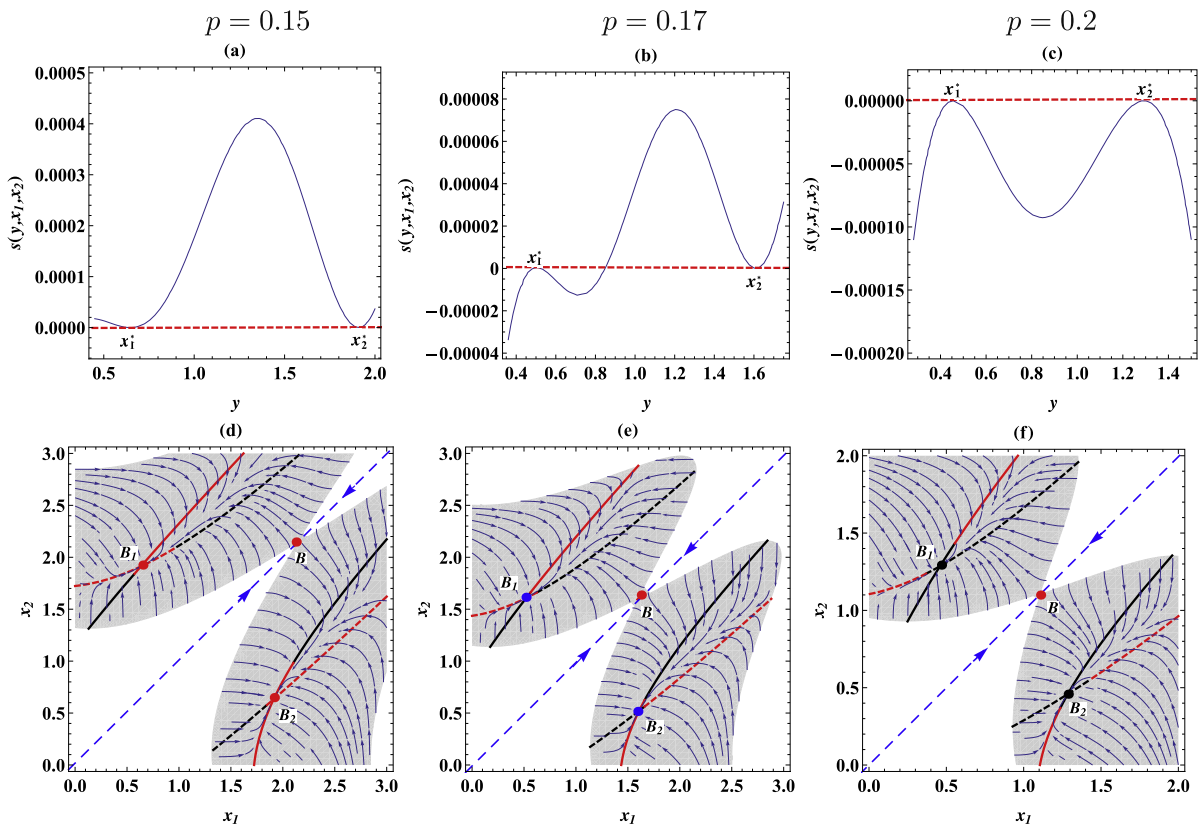 p = 0.15
p = 0.17
p = 0.2
(a)
(b)
(c)
0.0005
0.0004
0.0003
0.0002
0.0001
0.0000
s(y,x₁,x₂)
x₁*
x₂*
0.5
1.0
1.5
2.0
y
0.00008
0.00006
0.00004
0.00002
0
−0.00002
−0.00004
s(y,x₁,x₂)
x₁*
x₂*
0.4
0.6
0.8
1.0
1.2
1.4
1.6
y
0.00000
−0.00005
−0.00010
−0.00015
−0.00020
s(y,x₁,x₂)
x₁*
x₂*
0.4
0.6
0.8
1.0
1.2
1.4
y
(d)
(e)
(f)
3.0
2.5
2.0
1.5
1.0
0.5
0.0
x₂
B₁
B
B₂
0.0
0.5
1.0
1.5
2.0
2.5
3.0
x₁
3.0
2.5
2.0
1.5
1.0
0.5
0.0
x₂
B₁
B
B₂
0.0
0.5
1.0
1.5
2.0
2.5
3.0
x₁
2.0
1.5
1.0
0.5
0.0
x₂
B₁
B
B₂
0.0
0.5
1.0
1.5
2.0
x₁